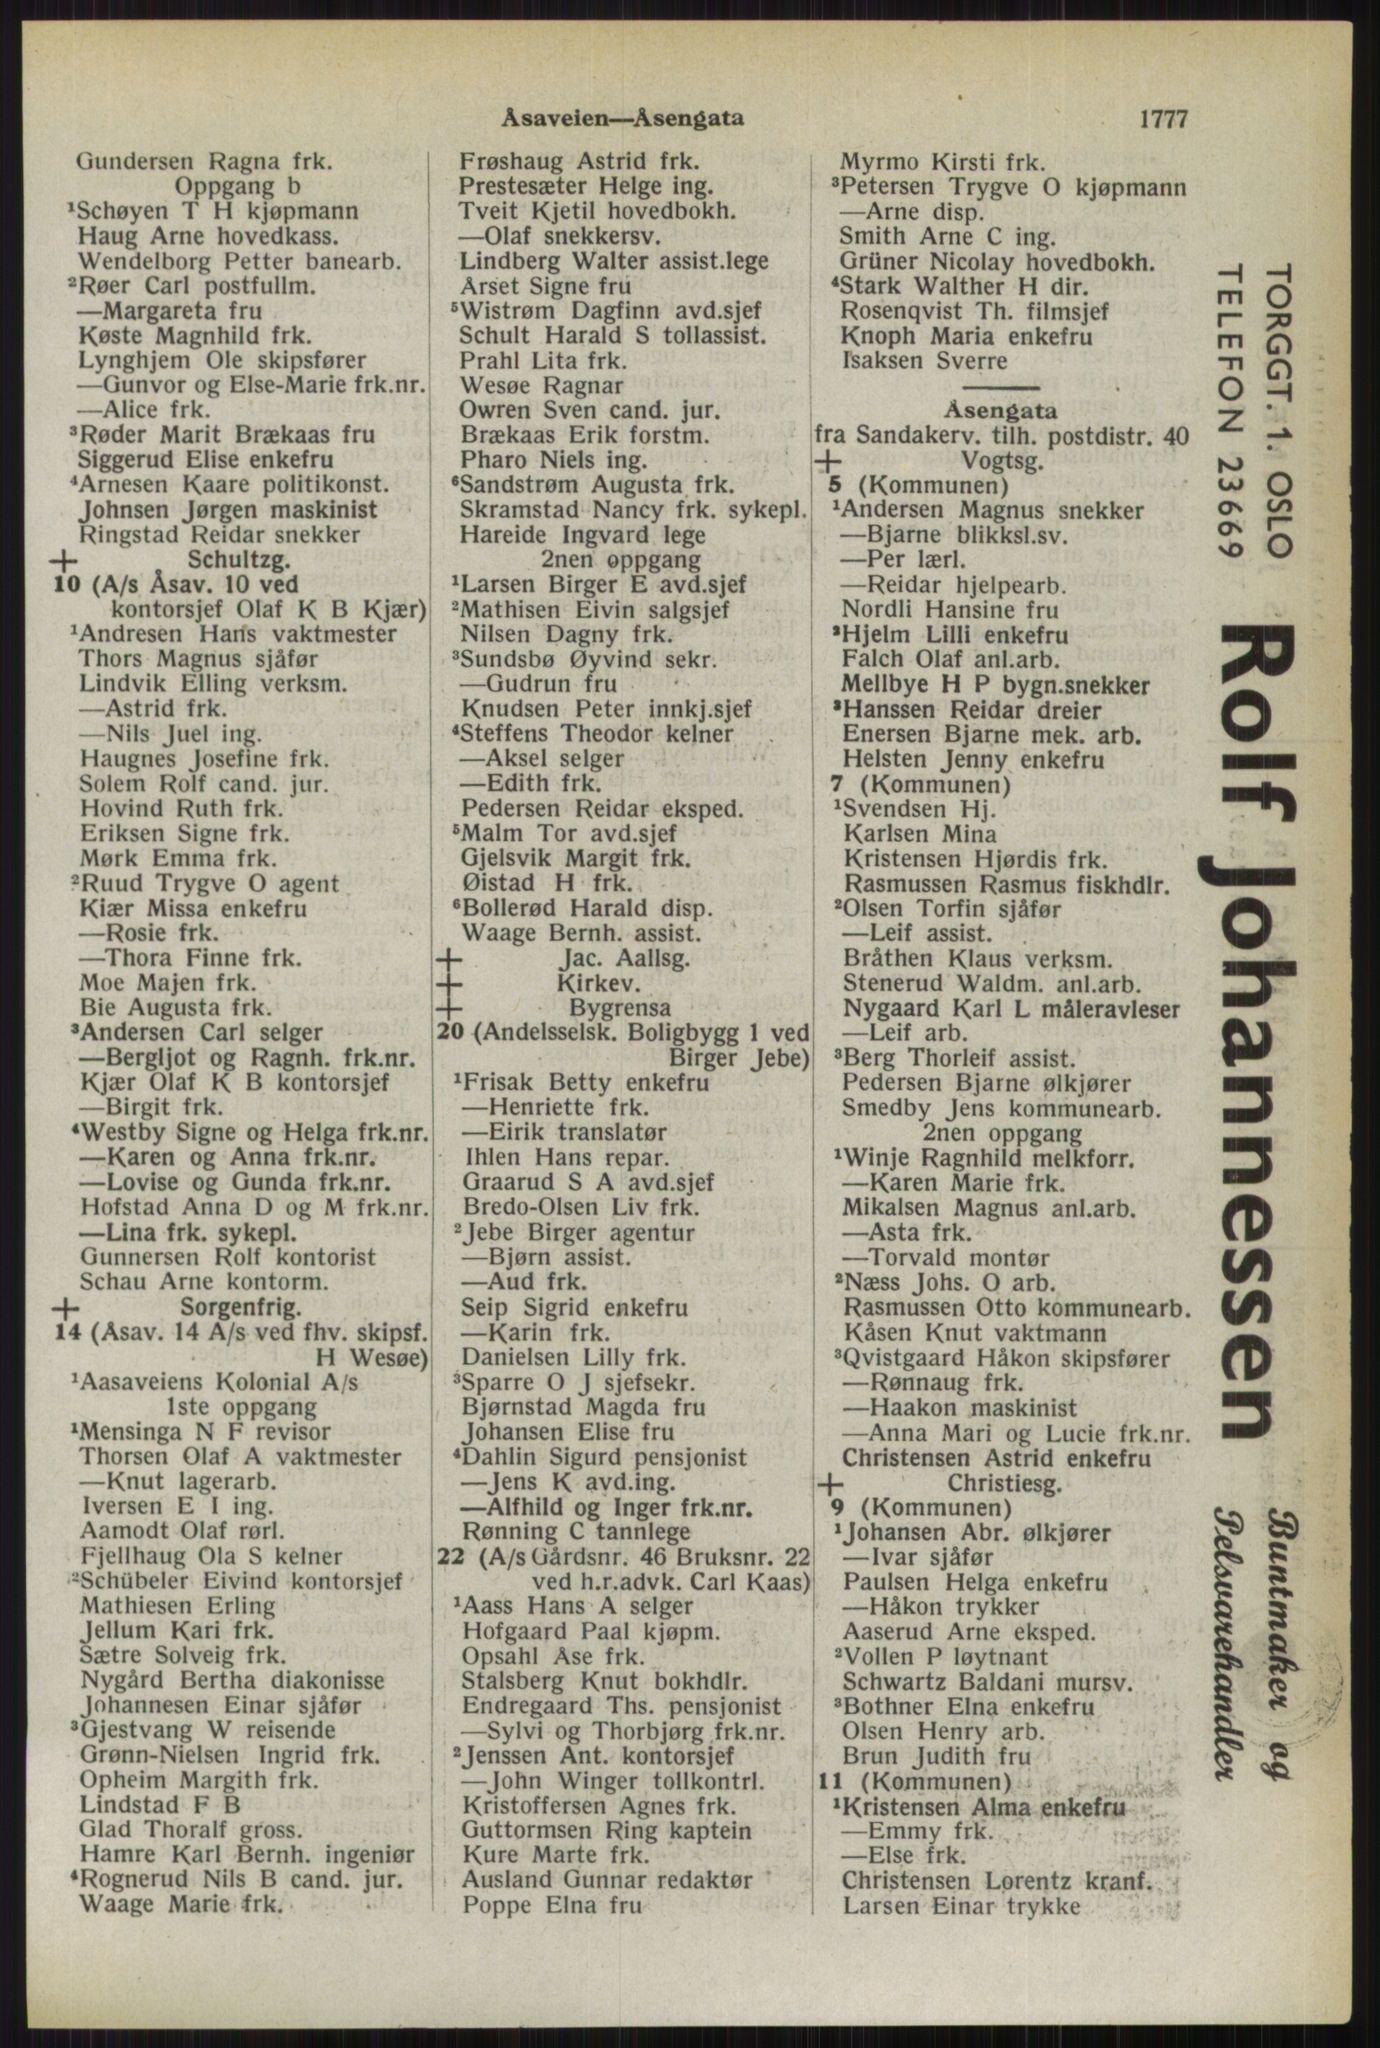 Åsaveien—Åsengata
1777
Gundersen Ragna frk.
Oppgang b
¹Schøyen T H kjøpmann
Haug Arne hovedkass.
Wendelborg Petter banearb.
²Røer Carl postfullm.
—Margareta fru
Køste Magnhild frk.
Lynghjem Ole skipsfører
—Gunvor og Else-Marie frk.nr.
—Alice frk.
³Røder Marit Brækaas fru
Siggerud Elise enkefru
⁴Arnesen Kaare politikonst.
Johnsen Jørgen maskinist
Ringstad Reidar snekker
+ Schultzg.
10 (A/s Åsav. 10 ved
kontorsjef Olaf K B Kjær)
¹Andresen Hans vaktmester
Thors Magnus sjåfør
Lindvik Elling verksm.
—Astrid frk.
—Nils Juel ing.
Haugnes Josefine frk.
Solem Rolf cand. jur.
Hovind Ruth frk.
Eriksen Signe frk.
Mørk Emma frk.
²Ruud Trygve O agent
Kiær Missa enkefru
—Rosie frk.
—Thora Finne frk.
Moe Majen frk.
Bie Augusta frk.
³Andersen Carl selger
—Bergljot og Ragnh. frk.nr.
Kjær Olaf K B kontorsjef
—Birgit frk.
⁴Westby Signe og Helga frk.nr.
—Karen og Anna frk.nr.
—Lovise og Gunda frk.nr.
Hofstad Anna D og M frk.nr.
—Lina frk. sykepl.
Gunnersen Rolf kontorist
Schau Arne kontorm.
+ Sorgenfrig.
14 (Åsav. 14 A/s ved fhv. skipsf.
H Wesøe)
¹Aasaveiens Kolonial A/s
1ste oppgang
¹Mensinga N F revisor
Thorsen Olaf A vaktmester
—Knut lagerarb.
Iversen E I ing.
Aamodt Olaf rørl.
Fjellhaug Ola S kelner
²Schübeler Eivind kontorsjef
Mathiesen Erling
Jellum Kari frk.
Sætre Solveig frk.
Nygård Bertha diakonisse
Johannesen Einar sjåfør
³Gjestvang W reisende
Grønn-Nielsen Ingrid frk.
Opheim Margith frk.
Lindstad F B
Glad Thoralf gross.
Hamre Karl Bernh. ingeniør
⁴Rognerud Nils B cand. jur.
Waage Marie frk.
Frøshaug Astrid frk.
Prestesæter Helge ing.
Tveit Kjetil hovedbokh.
—Olaf snekkersv.
Lindberg Walter assist.lege
Årset Signe fru
⁵Wistrøm Dagfinn avd.sjef
Schult Harald S tollassist.
Prahl Lita frk.
Wesøe Ragnar
Owren Sven cand. jur.
Brækaas Erik forstm.
Pharo Niels ing.
⁶Sandstrøm Augusta frk.
Skramstad Nancy frk. sykepl.
Hareide Ingvard lege
2nen oppgang
¹Larsen Birger E avd.sjef
²Mathisen Eivin salgsjef
Nilsen Dagny frk.
³Sundsbø Øyvind sekr.
—Gudrun fru
Knudsen Peter innkj.sjef
⁴Steffens Theodor kelner
—Aksel selger
—Edith frk.
Pedersen Reidar eksped.
⁵Malm Tor avd.sjef
Gjelsvik Margit frk.
Øistad H frk.
⁶Bollerød Harald disp.
Waage Bernh. assist.
+ Jac. Aallsg.
+ Kirkev.
+ Bygrensa
20 (Andelsselsk. Boligbygg 1 ved
Birger Jebe)
¹Frisak Betty enkefru
—Henriette frk.
—Eirik translatør
Ihlen Hans repar.
Graarud S A avd.sjef
Bredo-Olsen Liv frk.
²Jebe Birger agentur
—Bjørn assist.
—Aud frk.
Seip Sigrid enkefru
—Karin frk.
Danielsen Lilly frk.
³Sparre O J sjefsekr.
Bjørnstad Magda fru
Johansen Elise fru
⁴Dahlin Sigurd pensjonist
—Jens K avd.ing.
—Alfhild og Inger frk.nr.
Rønning C tannlege
22 (A/s Gårdsnr. 46 Bruksnr. 22
ved h.r.advk. Carl Kaas)
¹Aass Hans A selger
Hofgaard Paal kjøpm.
Opsahl Åse frk.
Stalsberg Knut bokhdlr.
Endregaard Ths. pensjonist
—Sylvi og Thorbjørg frk.nr.
²Jenssen Ant. kontorsjef
—John Winger tollkontrl.
Kristoffersen Agnes frk.
Guttormsen Ring kaptein
Kure Marte frk.
Ausland Gunnar redaktør
Poppe Elna fru
Myrmo Kirsti frk.
³Petersen Trygve O kjøpmann
—Arne disp.
Smith Arne C ing.
Grüner Nicolay hovedbokh.
⁴Stark Walther H dir.
Rosenqvist Th. filmsjef
Knoph Maria enkefru
Isaksen Sverre
Åsengata
fra Sandakerv. tilh. postdistr. 40
+ Vogtsg.
5 (Kommunen)
¹Andersen Magnus snekker
—Bjarne blikksl.sv.
—Per lærl.
—Reidar hjelpearb.
Nordli Hansine fru
²Hjelm Lilli enkefru
Falch Olaf anl.arb.
Mellbye H P bygn.snekker
³Hanssen Reidar dreier
Enersen Bjarne mek. arb.
Helsten Jenny enkefru
7 (Kommunen)
¹Svendsen Hj.
Karlsen Mina
Kristensen Hjørdis frk.
Rasmussen Rasmus fiskhdlr.
²Olsen Torfin sjåfør
—Leif assist.
Bråthen Klaus verksm.
Stenerud Waldm. anl.arb.
Nygaard Karl L måleravleser
—Leif arb.
³Berg Thorleif assist.
Pedersen Bjarne ølkjører
Smedby Jens kommunearb.
2nen oppgang
¹Winje Ragnhild melkforr.
—Karen Marie frk.
Mikalsen Magnus anl.arb.
—Asta frk.
—Torvald montør
²Næss Johs. O arb.
Rasmussen Otto kommunearb.
Kåsen Knut vaktmann
³Qvistgaard Håkon skipsfører
—Rønnaug frk.
—Haakon maskinist
—Anna Mari og Lucie frk.nr.
Christensen Astrid enkefru
+ Christiesg.
9 (Kommunen)
¹Johansen Abr. ølkjører
—Ivar sjåfør
Paulsen Helga enkefru
—Håkon trykker
Aaserud Arne eksped.
²Vollen P løytnant
Schwartz Baldani mursv.
³Bothner Elna enkefru
Olsen Henry arb.
Brun Judith fru
11 (Kommunen)
¹Kristensen Alma enkefru
—Emmy frk.
—Else frk.
Christensen Lorentz kranf.
Larsen Einar trykke
TORGGT. 1. OSLO
TELEFON 23669
Rolf Johannessen
Buntmaker og
Pelsvarehandler